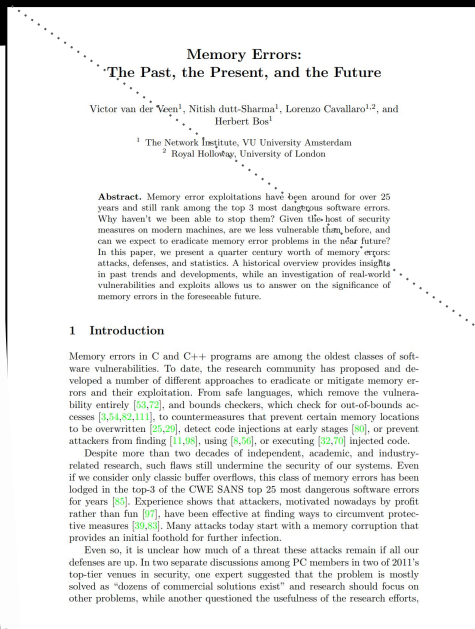 Memory Errors:
The Past, the Present, and the Future
Victor van der Veen1, Nitish dutt-Sharma1, Lorenzo Cavallaro1,2, and
Herbert Bos1
1 The Network Institute, VU University Amsterdam
2 Royal Holloway, University of London
Abstract. Memory error exploitations have been around for over 25
years and still rank among the top 3 most dangerous software errors.
Why haven't we been able to stop them? Given the host of security
measures on modern machines, are we less vulnerable than before, and
can we expect to eradicate memory error problems in the near future?
In this paper, we present a quarter century worth of memory errors:
attacks, defenses, and statistics. A historical overview provides insights
in past trends and developments, while an investigation of real-world
vulnerabilities and exploits allows us to answer on the significance of
memory errors in the foreseeable future.
1 Introduction
Memory errors in C and C++ programs are among the oldest classes of soft-
ware vulnerabilities. To date, the research community has proposed and de-
veloped a number of different approaches to eradicate or mitigate memory er-
rors and their exploitation. From safe languages, which remove the vulnera-
bility entirely [53,72], and bounds checkers, which check for out-of-bounds ac-
cesses [3,54,82,111], to countermeasures that prevent certain memory locations
to be overwritten [25,29], detect code injections at early stages [80], or prevent
attackers from finding [11,98], using [8,56], or executing [32,70] injected code.
Despite more than two decades of independent, academic, and industry-
related research, such flaws still undermine the security of our systems. Even
if we consider only classic buffer overflows, this class of memory errors has been
lodged in the top-3 of the CWE SANS top 25 most dangerous software errors
for years [85]. Experience shows that attackers, motivated nowadays by profit
rather than fun [97], have been effective at finding ways to circumvent protec-
tive measures [39,83]. Many attacks today start with a memory corruption that
provides an initial foothold for further infection.
Even so, it is unclear how much of a threat these attacks remain if all our
defenses are up. In two separate discussions among PC members in two of 2011's
top-tier venues in security, one expert suggested that the problem is mostly
solved as "dozens of commercial solutions exist" and research should focus on
other problems, while another questioned the usefulness of the research efforts,